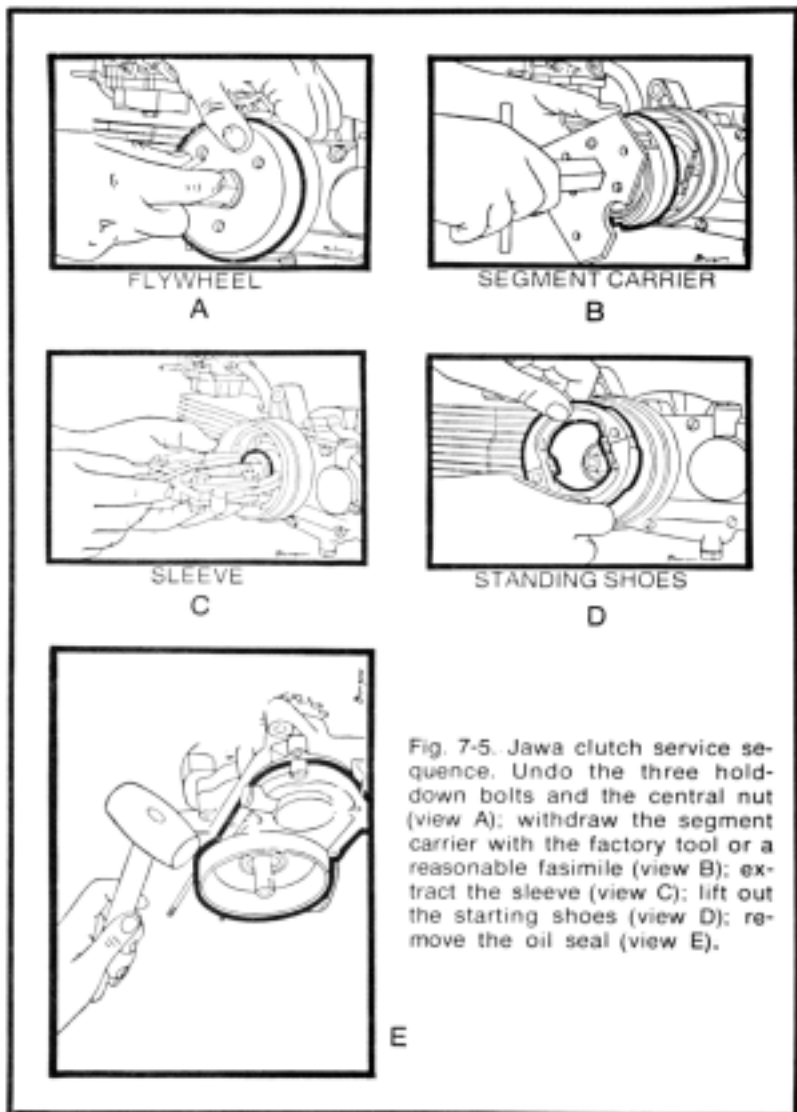 FLYWHEEL
A
SEGMENT CARRIER
B
SLEEVE
C
STANDING SHOES
D
Fig. 7-5. Jawa clutch service se-
quence. Undo the three hold-
down bolts and the central nut
(view A); withdraw the segment
carrier with the factory tool or a
reasonable fasimile (view B); ex-
tract the sleeve (view C); lift out
the starting shoes (view D); re-
move the oil seal (view E).
E